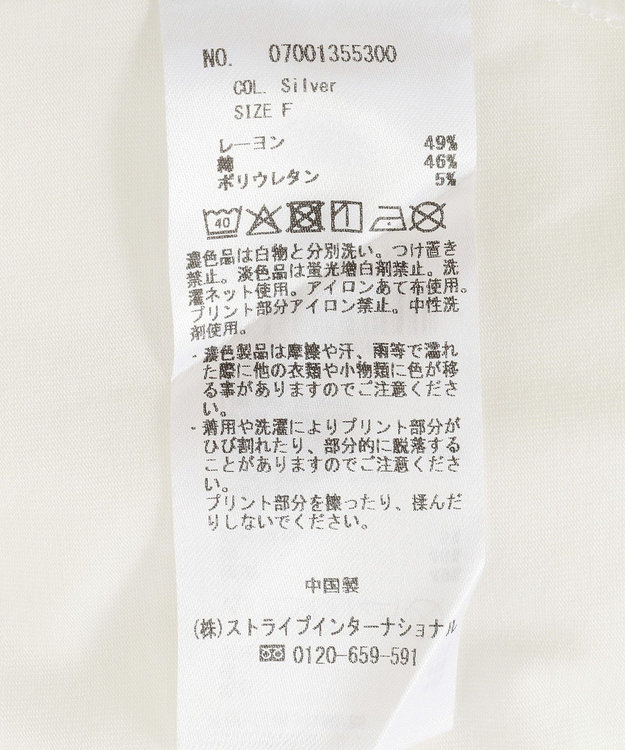 NO. 07001355300
COL. Silver
SIZE F
レーヨン 49%
綿 46%
ポリウレタン 5%
40
濃色品は白物と分別洗い。つけ置き
禁止。淡色品は蛍光増白剤禁止。洗
濯ネット使用。アイロンあて布使用。
プリント部分アイロン禁止。中性洗
剤使用。
・濃色製品は摩擦や汗、雨等で濡れ
た際に他の衣類や小物類に色が移
る事がありますのでご注意くださ
い。
・着用や洗濯によりプリント部分が
ひび割れたり、部分的に脱落する
ことがありますのでご注意くださ
い。
プリント部分を擦ったり、揉んだ
りしないでください。
中国製
(株)ストライプインターナショナル
0120-659-591